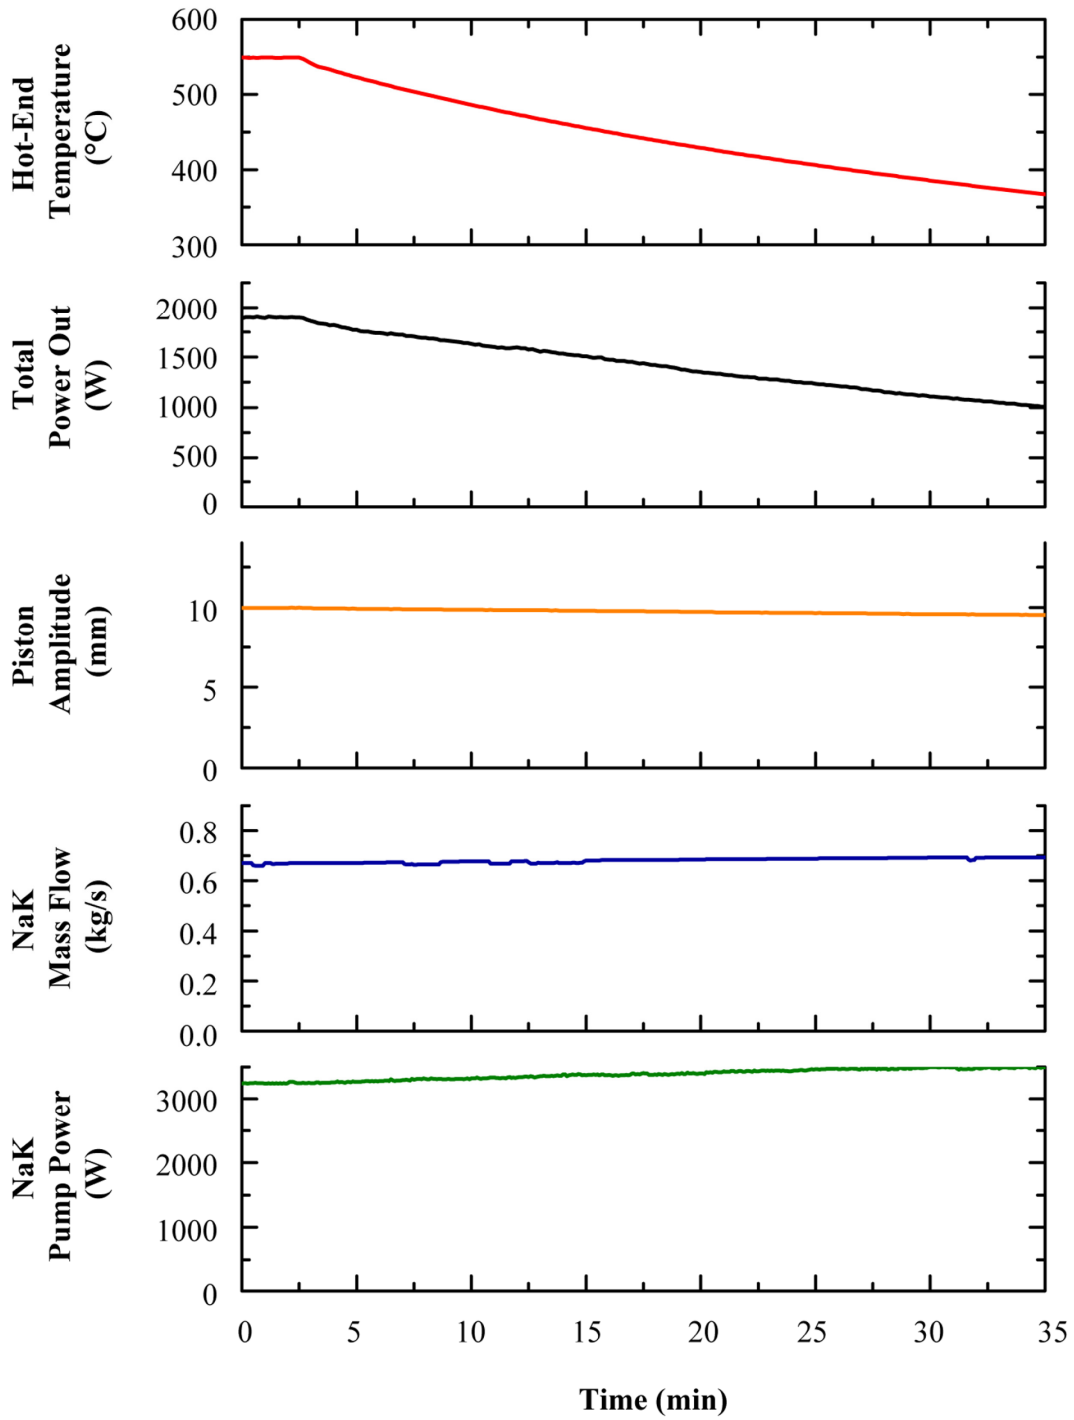 Hot-End
Temperature
(°C)
600
500
400
300
Total
Power Out
(W)
2000
1500
1000
500
0
Piston
Amplitude
(mm)
10
5
0
NaK
Mass Flow
(kg/s)
0.8
0.6
0.4
0.2
0.0
NaK
Pump Power
(W)
3000
2000
1000
0
0 5 10 15 20 25 30 35
Time (min)